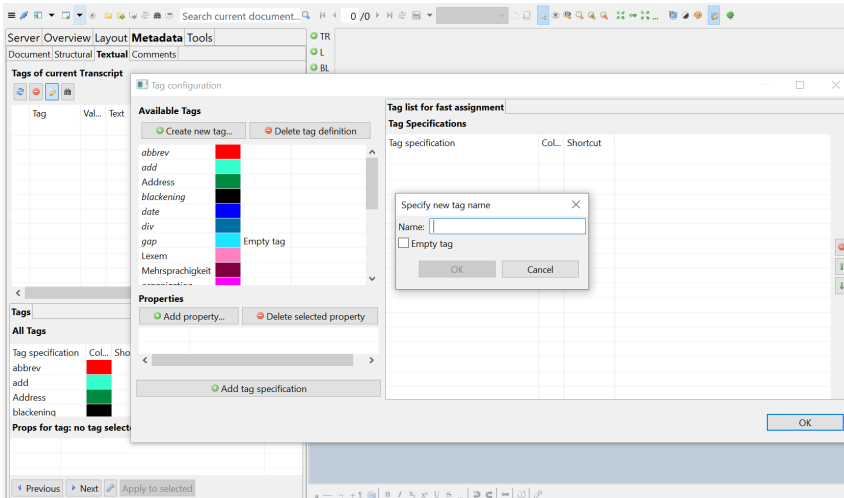 Search current document...
0 /0
Server Overview Layout Metadata Tools
Document Structural Textual Comments
Tags of current Transcript
Tag Val... Text
TR
L
BL
Tag configuration
Available Tags
Create new tag... Delete tag definition
abbrev
add
Address
blackening
date
div
gap Empty tag
Lexem
Mehrsprachigkeit
organization
Properties
Add property... Delete selected property
Add tag specification
Tag list for fast assignment
Tag Specifications
Tag specification Col... Shortcut
Specify new tag name
Name:
Empty tag
OK Cancel
OK
Tags
All Tags
Tag specification Col... Sho
abbrev
add
Address
blackening
Props for tag: no tag selecte
Previous Next Apply to selected
B I